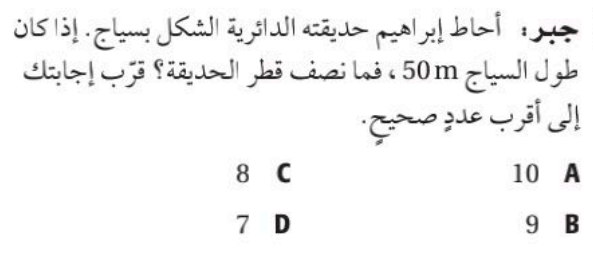 جبر: أحاط إبراهيم حديقته الدائرية الشكل بسياج. إذا كان
طول السياج 50 m ، فما نصف قطر الحديقة؟ قرّب إجابتك
إلى أقرب عددٍ صحيحٍ.
A 10 C 8
B 9 D 7